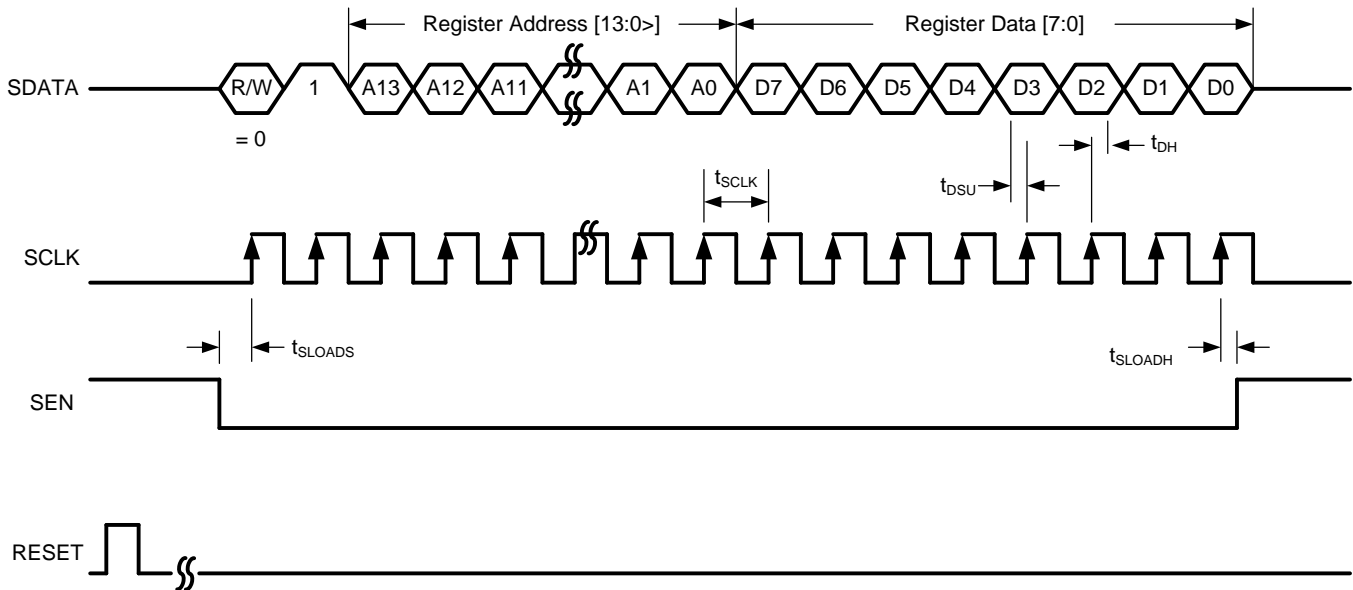 Register Address [13:0>] Register Data [7:0]
SDATA R/W 1 A13 A12 A11 A1 A0 D7 D6 D5 D4 D3 D2 D1 D0
= 0
tDH
tSCLK
tDSU
SCLK
tSLOADS
tSLOADH
SEN
RESET